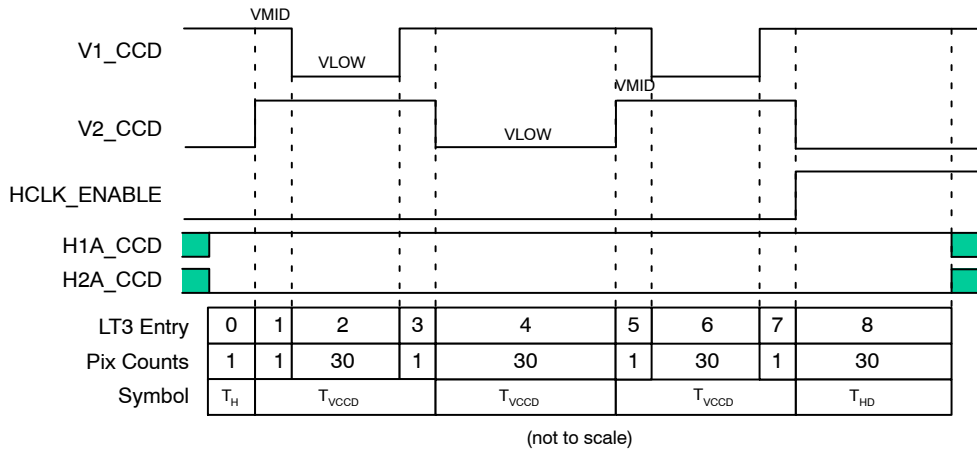 VMID
V1_CCD
VLOW
VMID
V2_CCD
VLOW
HCLK_ENABLE
H1A_CCD
H2A_CCD
LT3 Entry 0 1 2 3 4 5 6 7 8
Pix Counts 1 1 30 1 30 1 30 1 30
Symbol TH TVCCD TVCCD TVCCD THD
(not to scale)